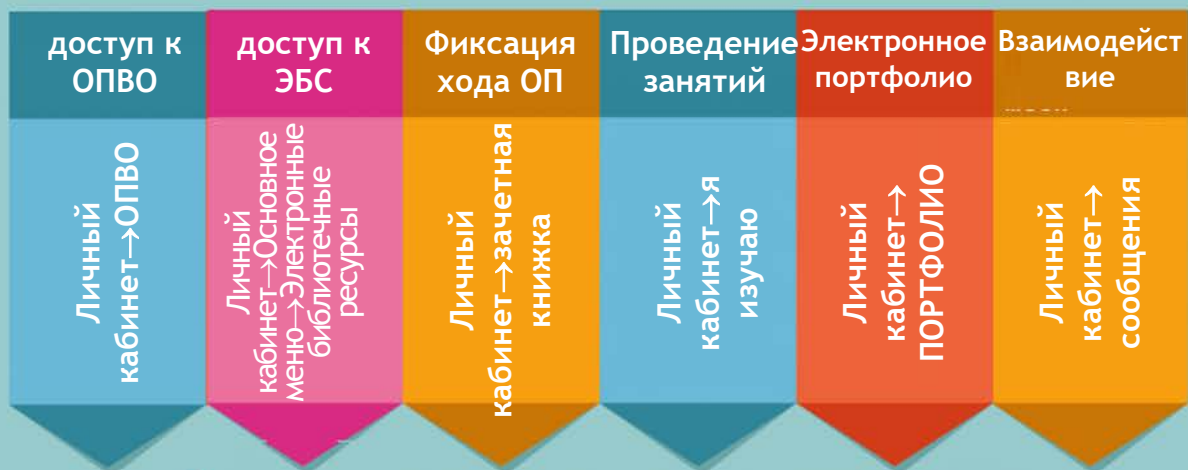 доступ к
ОПВО
доступ к
ЭБС
Фиксация
хода ОП
Проведение
занятий
Электронное
портфолио
Взаимодейст
вие
Личный
кабинет→ОПВО
Личный
кабинет→Основное
меню→Электронные
библиотечные
ресурсы
Личный
кабинет→зачетная
книжка
Личный
кабинет→я
изучаю
Личный
кабинет→
ПОРТФОЛИО
Личный
кабинет→
сообщения